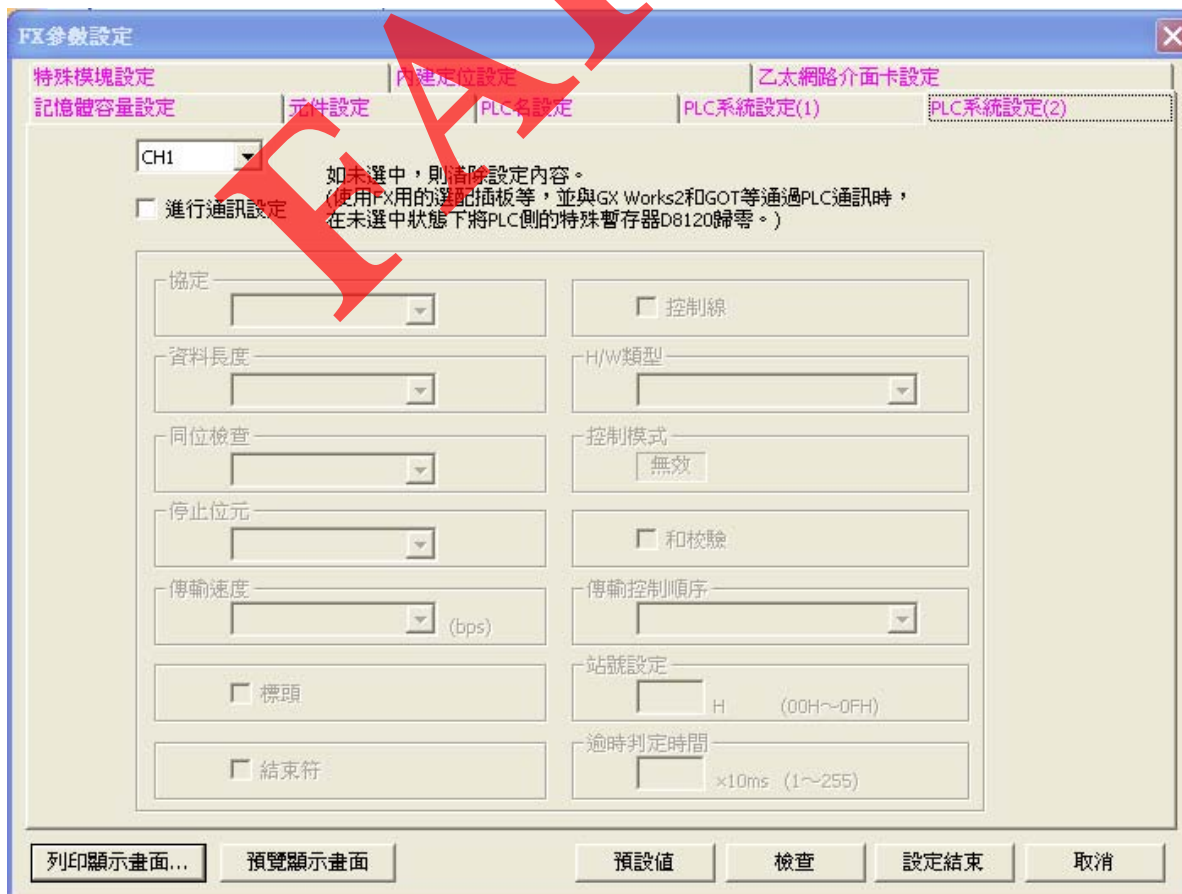 FX參數設定
特殊模塊設定
內建定位設定
乙太網路介面卡設定
記憶體容量設定
元件設定
PLC名設定
PLC系統設定(1)
PLC系統設定(2)
CH1
如未選中，則清除設定內容。
進行通訊設定
(使用FX用的選配插板等，並與GX Works2和GOT等通過PLC通訊時，
在未選中狀態下將PLC側的特殊暫存器D8120歸零。)
協定
控制線
資料長度
H/W類型
同位檢查
控制模式
無效
停止位元
和校驗
傳輸速度
(bps)
傳輸控制順序
標頭
站號設定
H (00H～0FH)
結束符
逾時判定時間
×10ms (1～255)
列印顯示畫面...
預覽顯示畫面
預設值
檢查
設定結束
取消